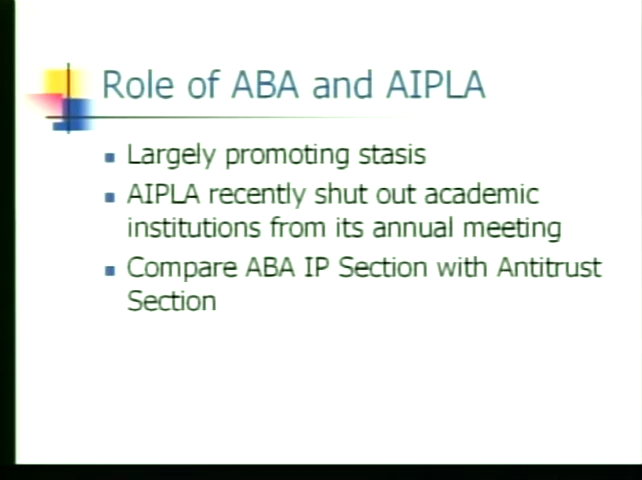 Role of ABA and AIPLA
Largely promoting stasis
AIPLA recently shut out academic
institutions from its annual meeting
Compare ABA IP Section with Antitrust
Section